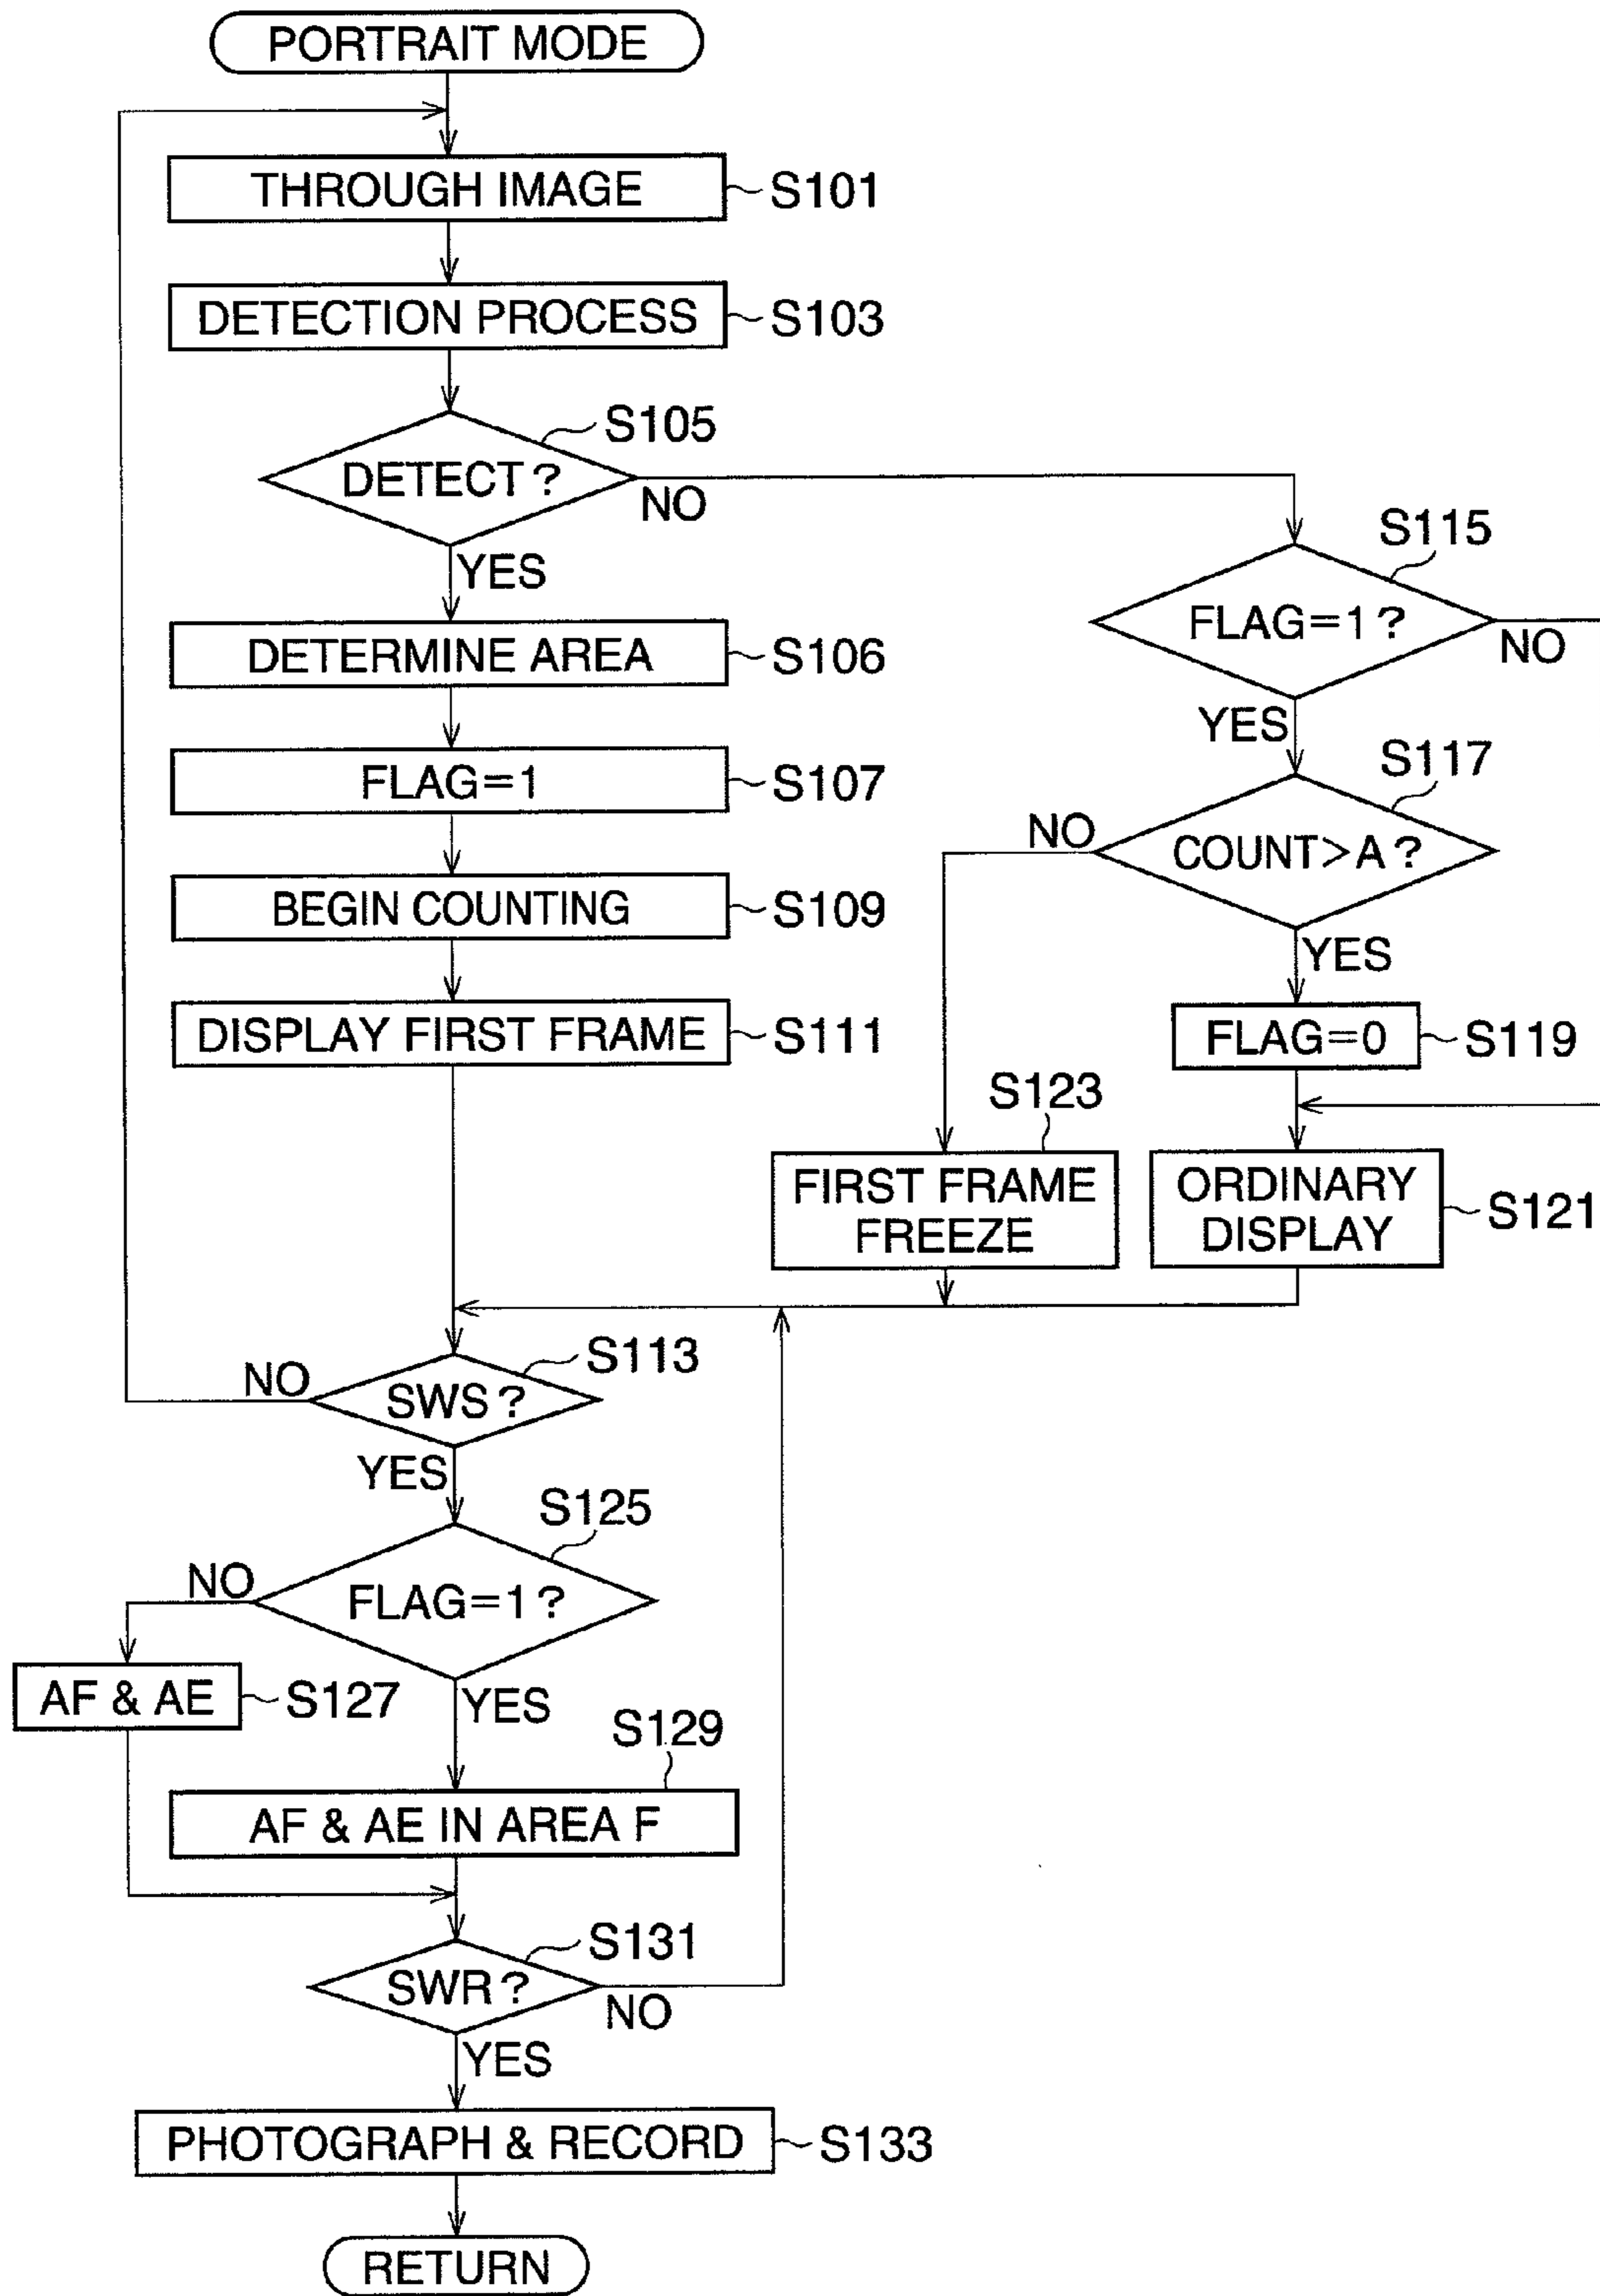 PORTRAIT MODE
THROUGH IMAGE
S101
DETECTION PROCESS
S103
S105
DETECT?
NO
YES
DETERMINE AREA
S106
FLAG=1
S107
BEGIN COUNTING
S109
DISPLAY FIRST FRAME
S111
S115
FLAG=1?
NO
YES
S117
COUNT>A?
NO
YES
FLAG=0
S119
S123
FIRST FRAME
FREEZE
ORDINARY
DISPLAY
S121
S113
SWS?
NO
YES
S125
FLAG=1?
NO
YES
AF & AE
S127
S129
AF & AE IN AREA F
S131
SWR?
NO
YES
PHOTOGRAPH & RECORD
S133
RETURN